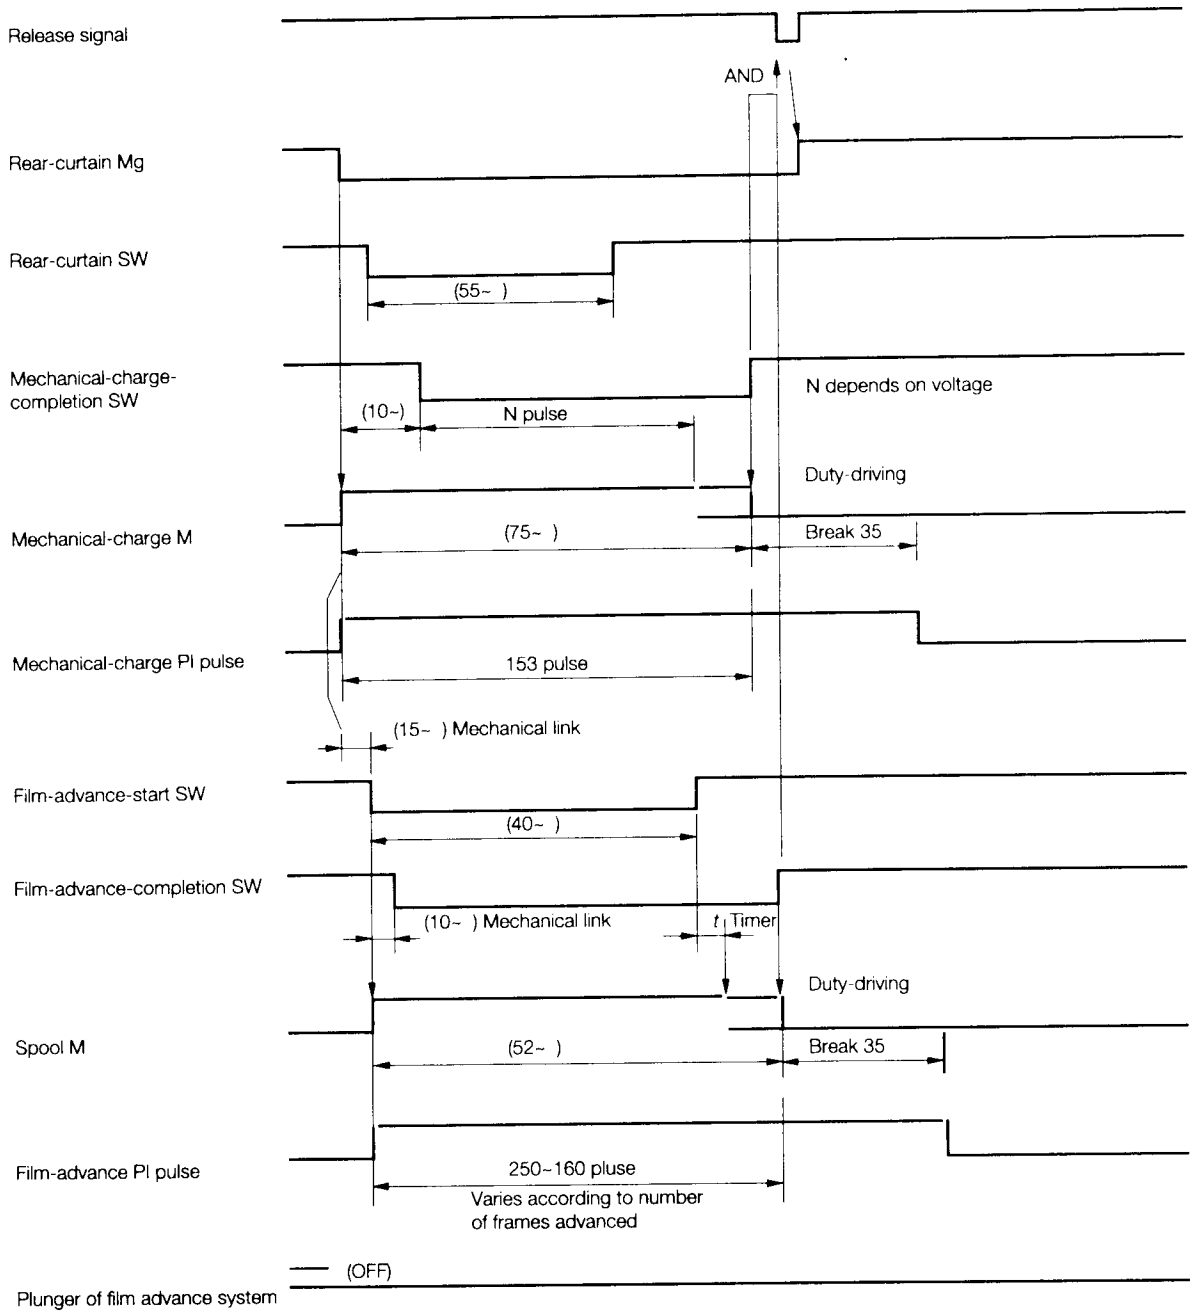 Release signal
AND
Rear-curtain Mg
Rear-curtain SW
(55~ )
Mechanical-charge-
completion SW
N depends on voltage
(10~)
N pulse
Duty-driving
Mechanical-charge M
(75~ )
Break 35
Mechanical-charge PI pulse
153 pulse
(15~ ) Mechanical link
Film-advance-start SW
(40~ )
Film-advance-completion SW
(10~ ) Mechanical link
t Timer
Duty-driving
Spool M
(52~ )
Break 35
Film-advance PI pulse
250~160 pluse
Varies according to number
of frames advanced
(OFF)
Plunger of film advance system